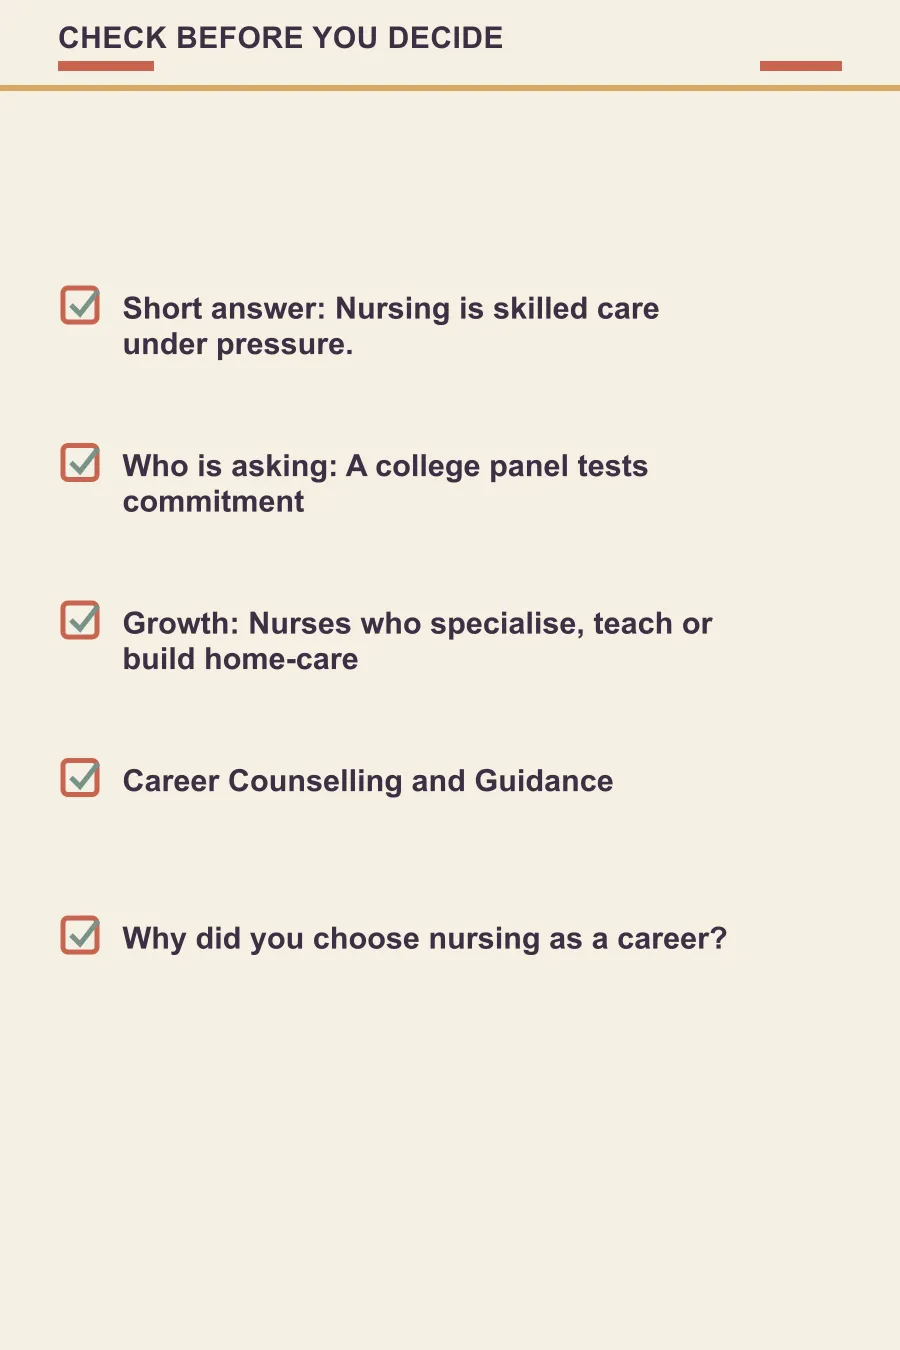 CHECK BEFORE YOU DECIDE
Short answer: Nursing is skilled care
under pressure.
Who is asking: A college panel tests
commitment
Growth: Nurses who specialise, teach or
build home-care
Career Counselling and Guidance
Why did you choose nursing as a career?